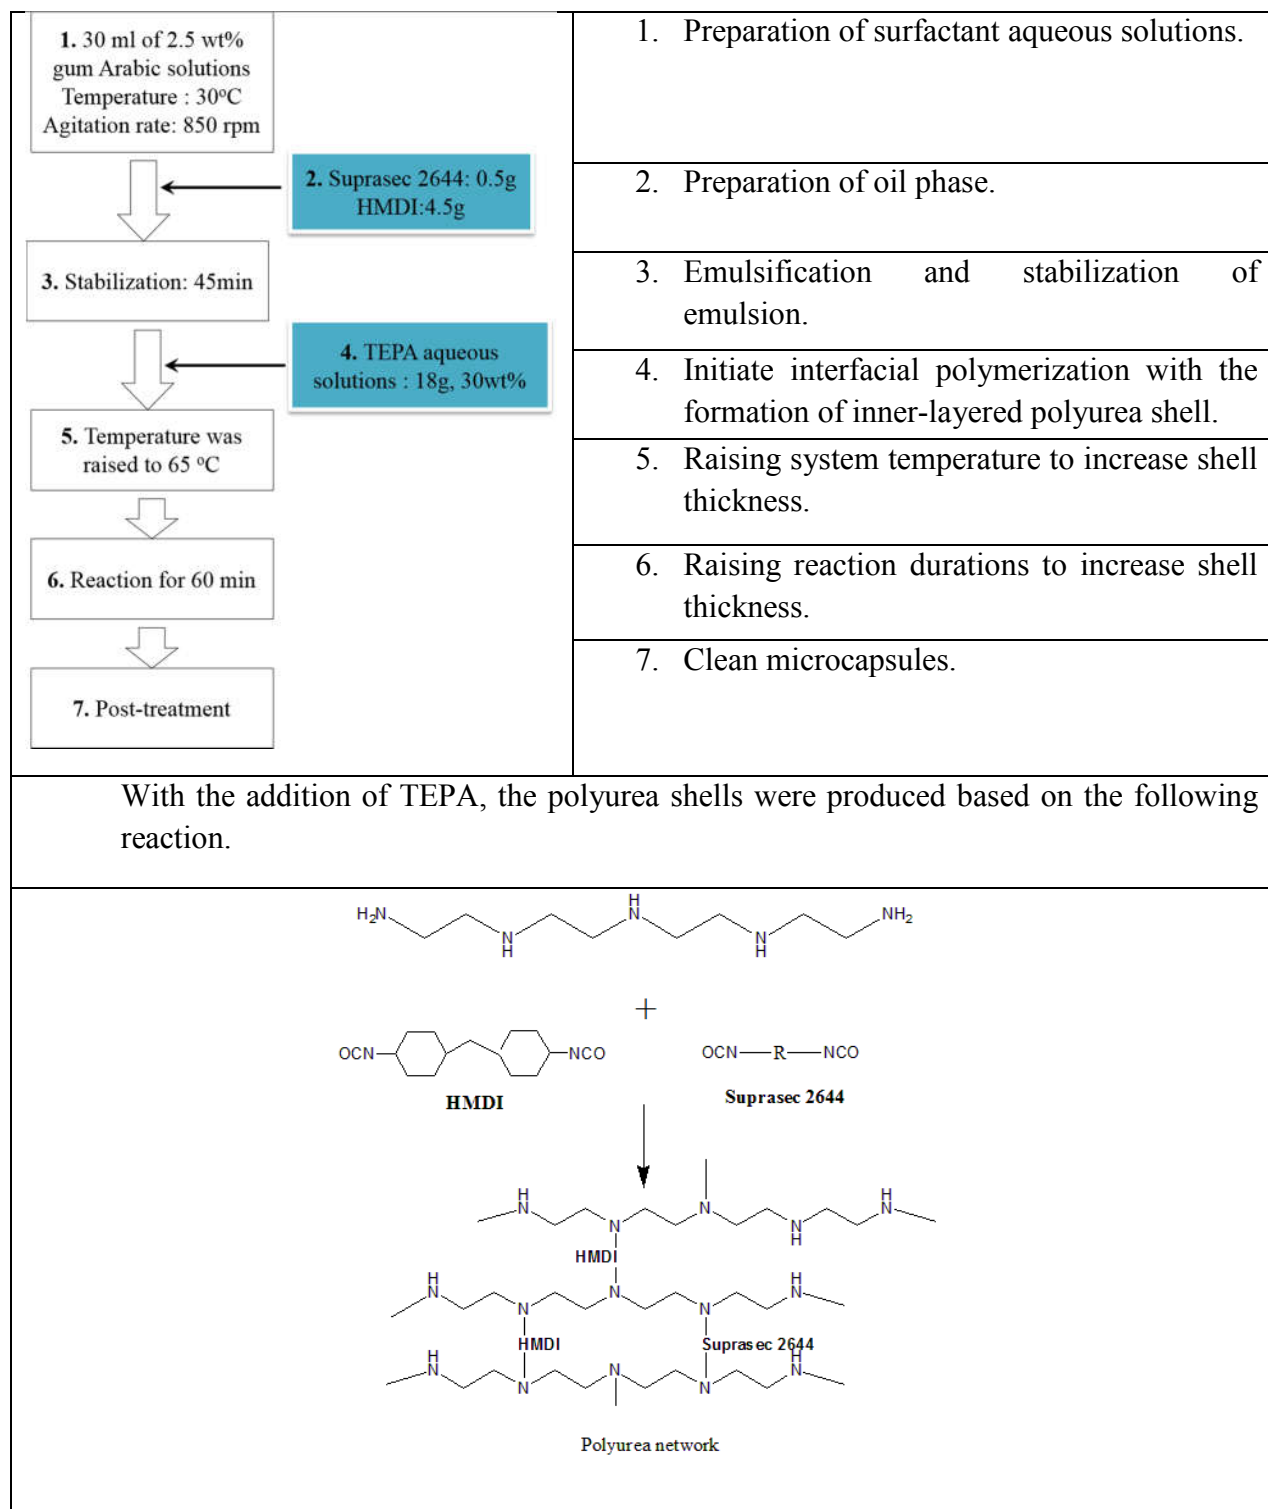 1. 30 ml of 2.5 wt%
gum Arabic solutions
Temperature : 30°C
Agitation rate: 850 rpm
2. Suprasec 2644: 0.5g
HMDI:4.5g
3. Stabilization: 45min
4. TEPA aqueous
solutions : 18g, 30wt%
5. Temperature was
raised to 65 °C
6. Reaction for 60 min
7. Post-treatment
1. Preparation of surfactant aqueous solutions.
2. Preparation of oil phase.
3. Emulsification and stabilization of
emulsion.
4. Initiate interfacial polymerization with the
formation of inner-layered polyurea shell.
5. Raising system temperature to increase shell
thickness.
6. Raising reaction durations to increase shell
thickness.
7. Clean microcapsules.
With the addition of TEPA, the polyurea shells were produced based on the following
reaction.
H
H₂N N NH₂
N N
H H
+
OCN NCO OCN R NCO
HMDI Suprasec 2644
H H
N N N
N N
H
HMDI
H H
N N N
N N
HMDI Suprasec 2644
H H
N N
N N N
Polyurea network